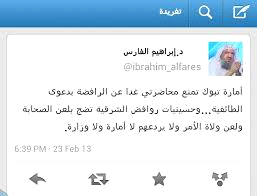 تغريدة
د.إبراهيم الفارس
@ibrahim_alfares
أمارة تبوك تمنع محاضرتي غدا عن الرافضة بدعوى
الطائفية...وحسينيات روافض الشرقية تضج بلعن الصحابة
ولعن ولاة الأمر ولا يردعهم لا أمارة ولا وزارة.
6:39 PM · 23 Feb 13